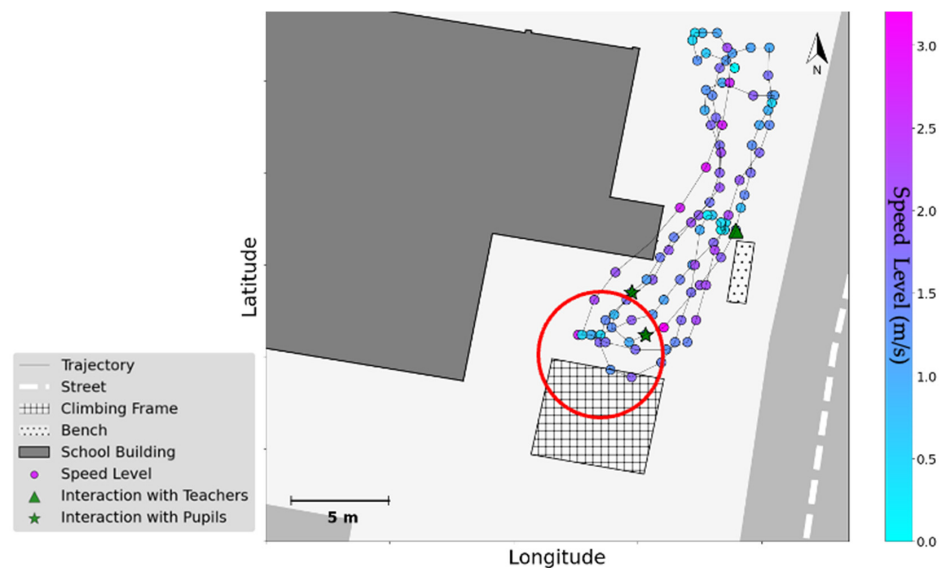 N
Latitude
Longitude
5 m
Trajectory
Street
Climbing Frame
Bench
School Building
Speed Level
Interaction with Teachers
Interaction with Pupils
3.0
2.5
2.0
1.5
1.0
0.5
0.0
Speed Level (m/s)